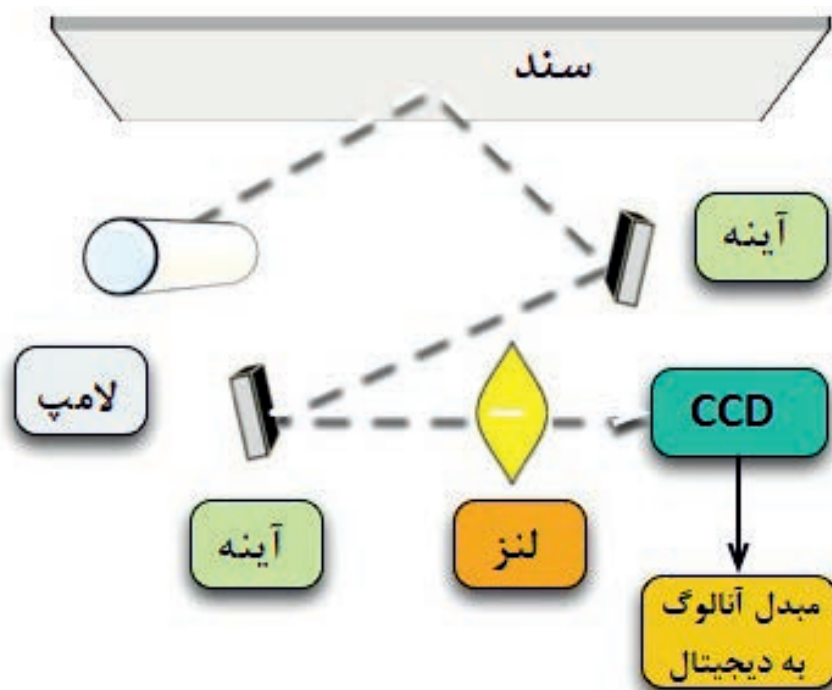 سند
آینه
لامپ
CCD
آینه
لنز
مبدل آنالوگ
به دیجیتال